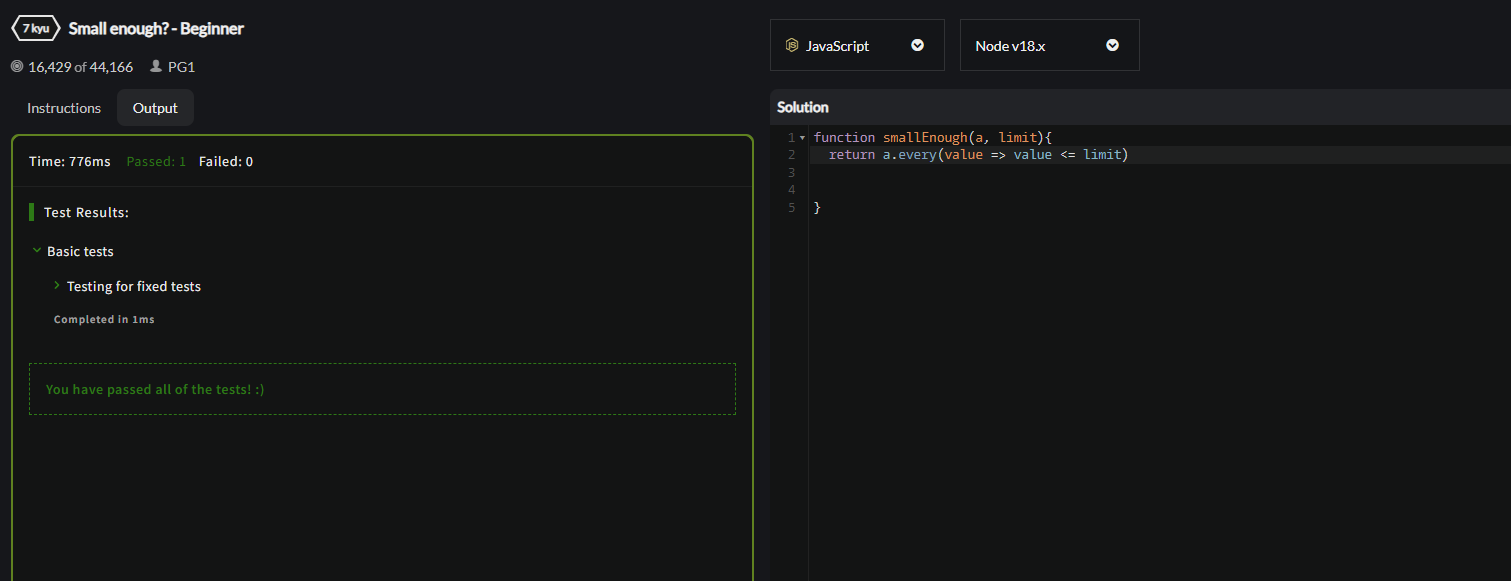 7 kyu Small enough? - Beginner
16,429 of 44,166 PG1
Instructions Output
Time: 776ms Passed: 1 Failed: 0
Test Results:
Basic tests
Testing for fixed tests
Completed in 1ms
You have passed all of the tests! :)
JavaScript Node v18.x
Solution
1 function smallEnough(a, limit){
2 return a.every(value => value <= limit)
3
4
5 }